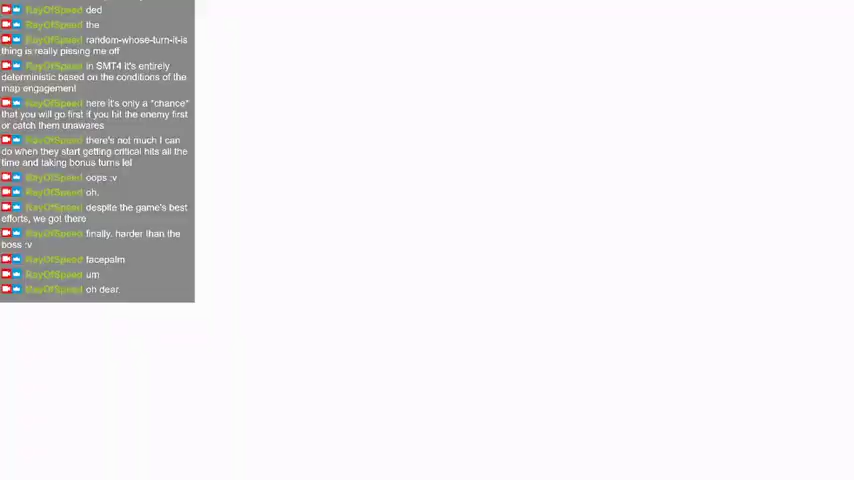 RayOfSpeed ded
RayOfSpeed the
RayOfSpeed random-whose-turn-it-is
thing is really pissing me off
RayOfSpeed in SMT4 it's entirely
deterministic based on the conditions of the
map engagement
RayOfSpeed here it's only a *chance*
that you will go first if you hit the enemy first
or catch them unawares
RayOfSpeed there's not much I can
do when they start getting critical hits all the
time and taking bonus turns lel
RayOfSpeed oops :v
RayOfSpeed oh.
RayOfSpeed despite the game's best
efforts, we got there
RayOfSpeed finally. harder than the
boss :v
RayOfSpeed facepalm
RayOfSpeed um
RayOfSpeed oh dear.